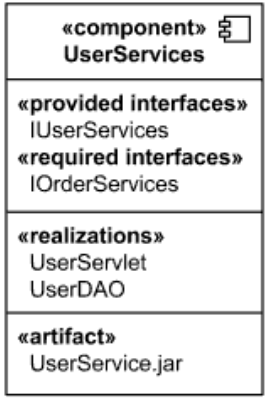 «component»
UserServices
«provided interfaces»
IUserServices
«required interfaces»
IOrderServices
«realizations»
UserServlet
UserDAO
«artifact»
UserService.jar